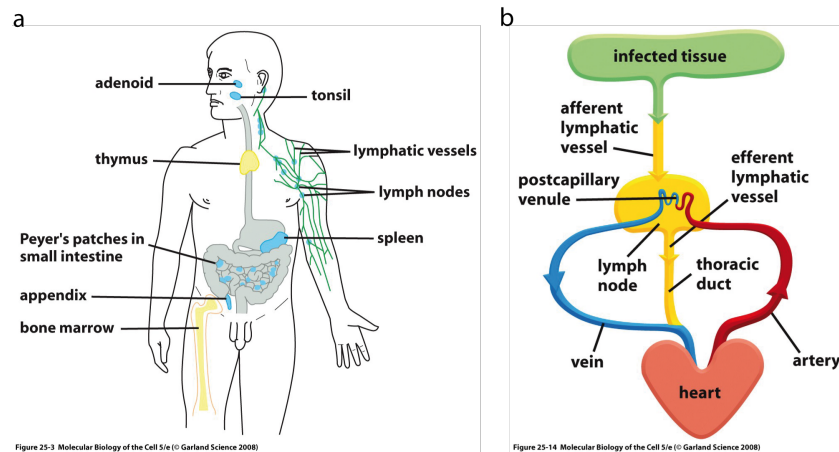 a
adenoid
tonsil
thymus
lymphatic vessels
lymph nodes
Peyer's patches in
small intestine
spleen
appendix
bone marrow
Figure 25-3 Molecular Biology of the Cell 5/e (© Garland Science 2008)
b
infected tissue
afferent
lymphatic
vessel
efferent
lymphatic
vessel
postcapillary
venule
lymph
node
thoracic
duct
vein
artery
heart
Figure 25-14 Molecular Biology of the Cell 5/e (© Garland Science 2008)